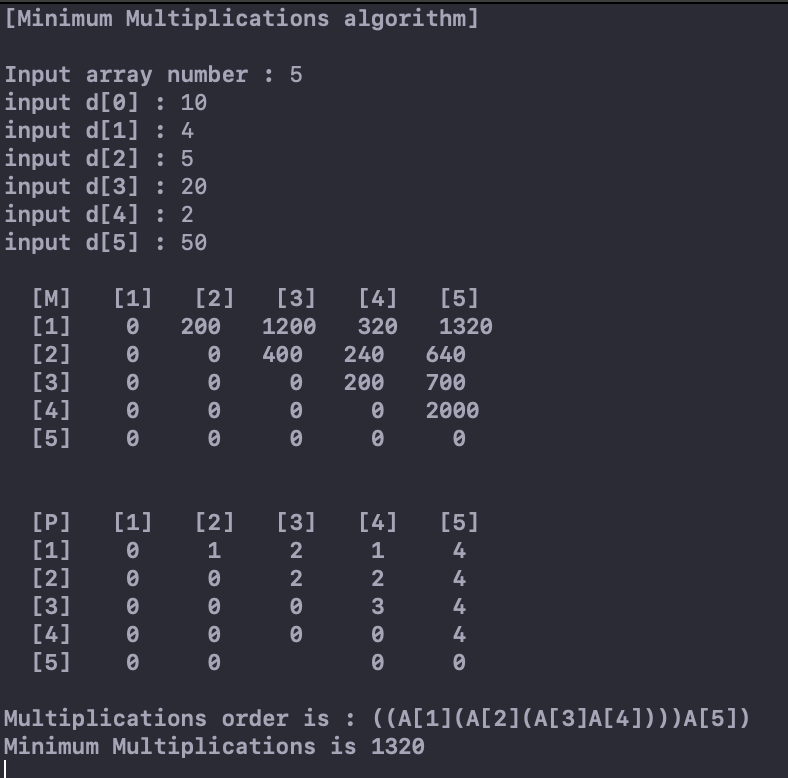 [Minimum Multiplications algorithm]
Input array number : 5
input d[0] : 10
input d[1] : 4
input d[2] : 5
input d[3] : 20
input d[4] : 2
input d[5] : 50
[M] [1] [2] [3] [4] [5]
[1] 0 200 1200 320 1320
[2] 0 0 400 240 640
[3] 0 0 0 200 700
[4] 0 0 0 0 2000
[5] 0 0 0 0 0
[P] [1] [2] [3] [4] [5]
[1] 0 1 2 1 4
[2] 0 0 2 2 4
[3] 0 0 0 3 4
[4] 0 0 0 0 4
[5] 0 0 0 0
Multiplications order is : ((A[1](A[2](A[3]A[4])))A[5])
Minimum Multiplications is 1320